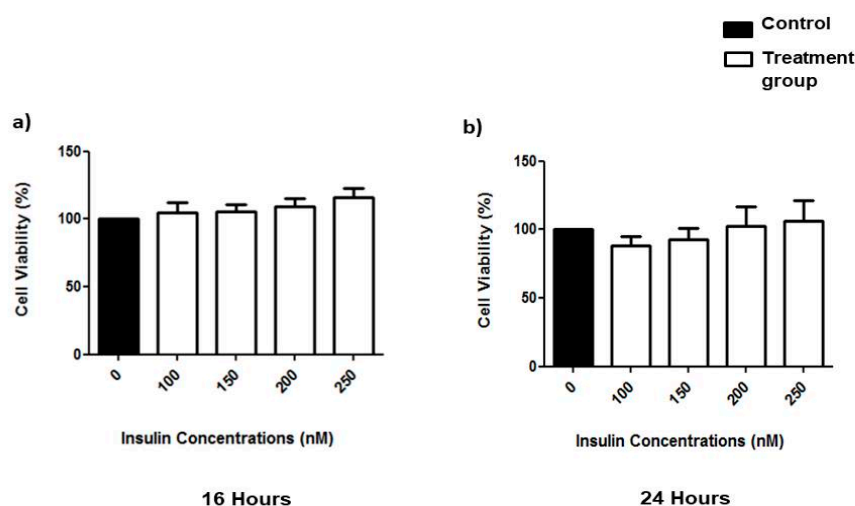 Control
Treatment
group
a)
150
100
50
0
Cell Viability (%)
0
100
150
200
250
Insulin Concentrations (nM)
16 Hours
b)
150
100
50
0
Cell Viability (%)
0
100
150
200
250
Insulin Concentrations (nM)
24 Hours